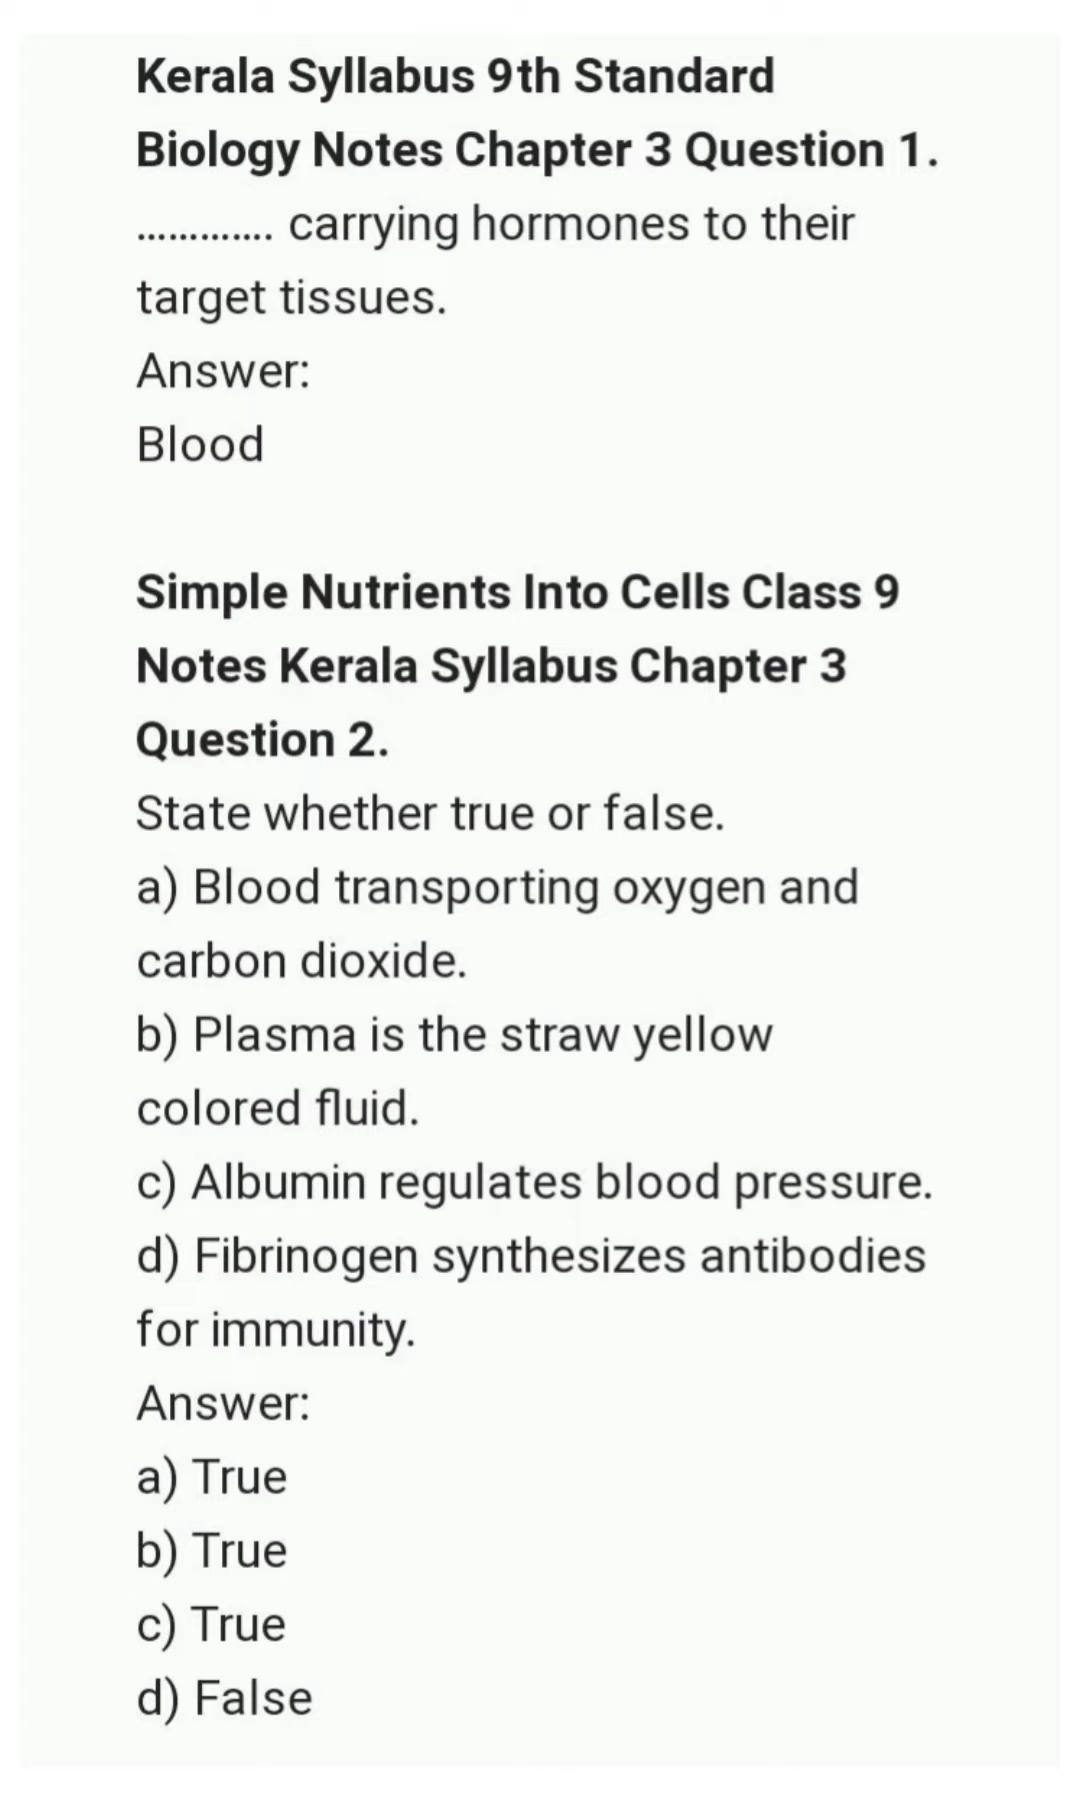 Kerala Syllabus 9th Standard
Biology Notes Chapter 3 Question 1.
............. carrying hormones to their
target tissues.
Answer:
Blood
Simple Nutrients Into Cells Class 9
Notes Kerala Syllabus Chapter 3
Question 2.
State whether true or false.
a) Blood transporting oxygen and
carbon dioxide.
b) Plasma is the straw yellow
colored fluid.
c) Albumin regulates blood pressure.
d) Fibrinogen synthesizes antibodies
for immunity.
Answer:
a) True
b) True
c) True
d) False